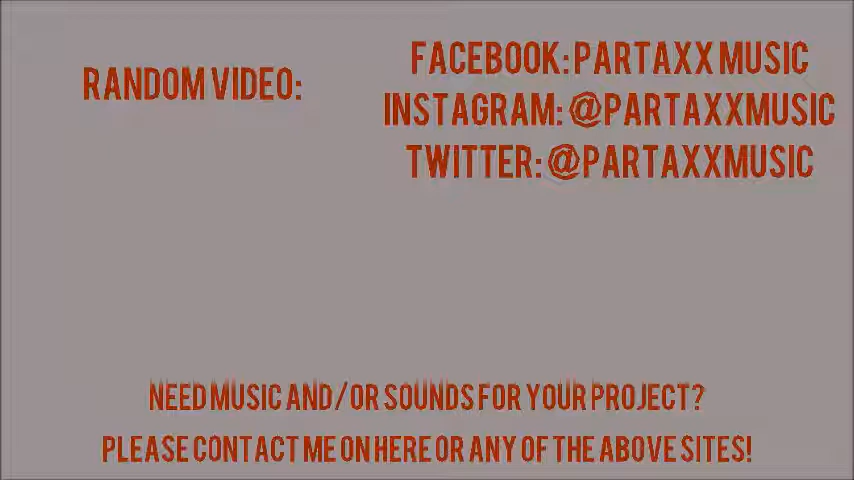 RANDOM VIDEO:
FACEBOOK: PARTAXX MUSIC
INSTAGRAM: @PARTAXXMUSIC
TWITTER: @PARTAXXMUSIC
NEED MUSIC AND/OR SOUNDS FOR YOUR PROJECT?
PLEASE CONTACT ME ON HERE OR ANY OF THE ABOVE SITES!